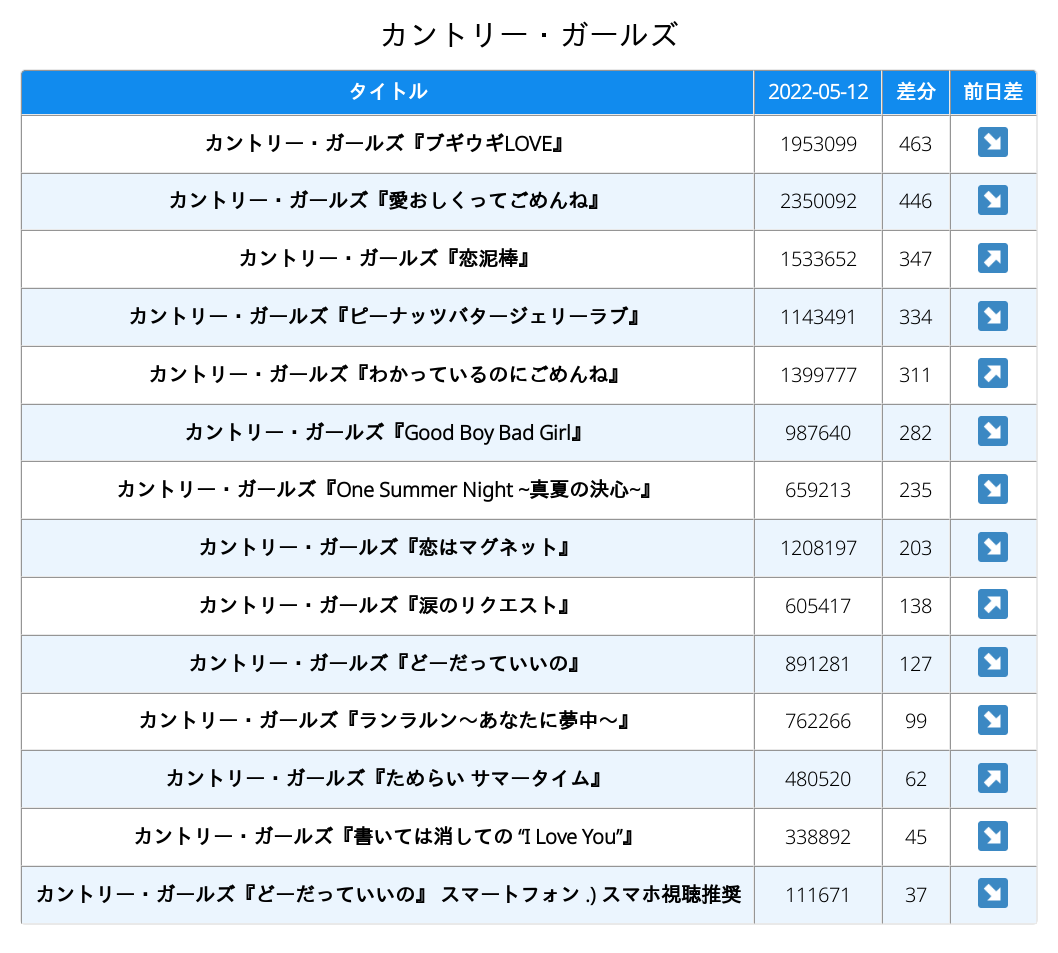 カントリー・ガールズ
タイトル 2022-05-12 差分 前日差
カントリー・ガールズ『ブギウギLOVE』 1953099 463 ↘
カントリー・ガールズ『愛おしくってごめんね』 2350092 446 ↘
カントリー・ガールズ『恋泥棒』 1533652 347 ↗
カントリー・ガールズ『ピーナッツバタージェリーラブ』 1143491 334 ↘
カントリー・ガールズ『わかっているのにごめんね』 1399777 311 ↗
カントリー・ガールズ『Good Boy Bad Girl』 987640 282 ↘
カントリー・ガールズ『One Summer Night ~真夏の決心~』 659213 235 ↘
カントリー・ガールズ『恋はマグネット』 1208197 203 ↘
カントリー・ガールズ『涙のリクエスト』 605417 138 ↗
カントリー・ガールズ『どーだっていいの』 891281 127 ↘
カントリー・ガールズ『ランラルン～あなたに夢中～』 762266 99 ↘
カントリー・ガールズ『ためらい サマータイム』 480520 62 ↗
カントリー・ガールズ『書いては消しての “I Love You”』 338892 45 ↘
カントリー・ガールズ『どーだっていいの』 スマートフォン .) スマホ視聴推奨 111671 37 ↘